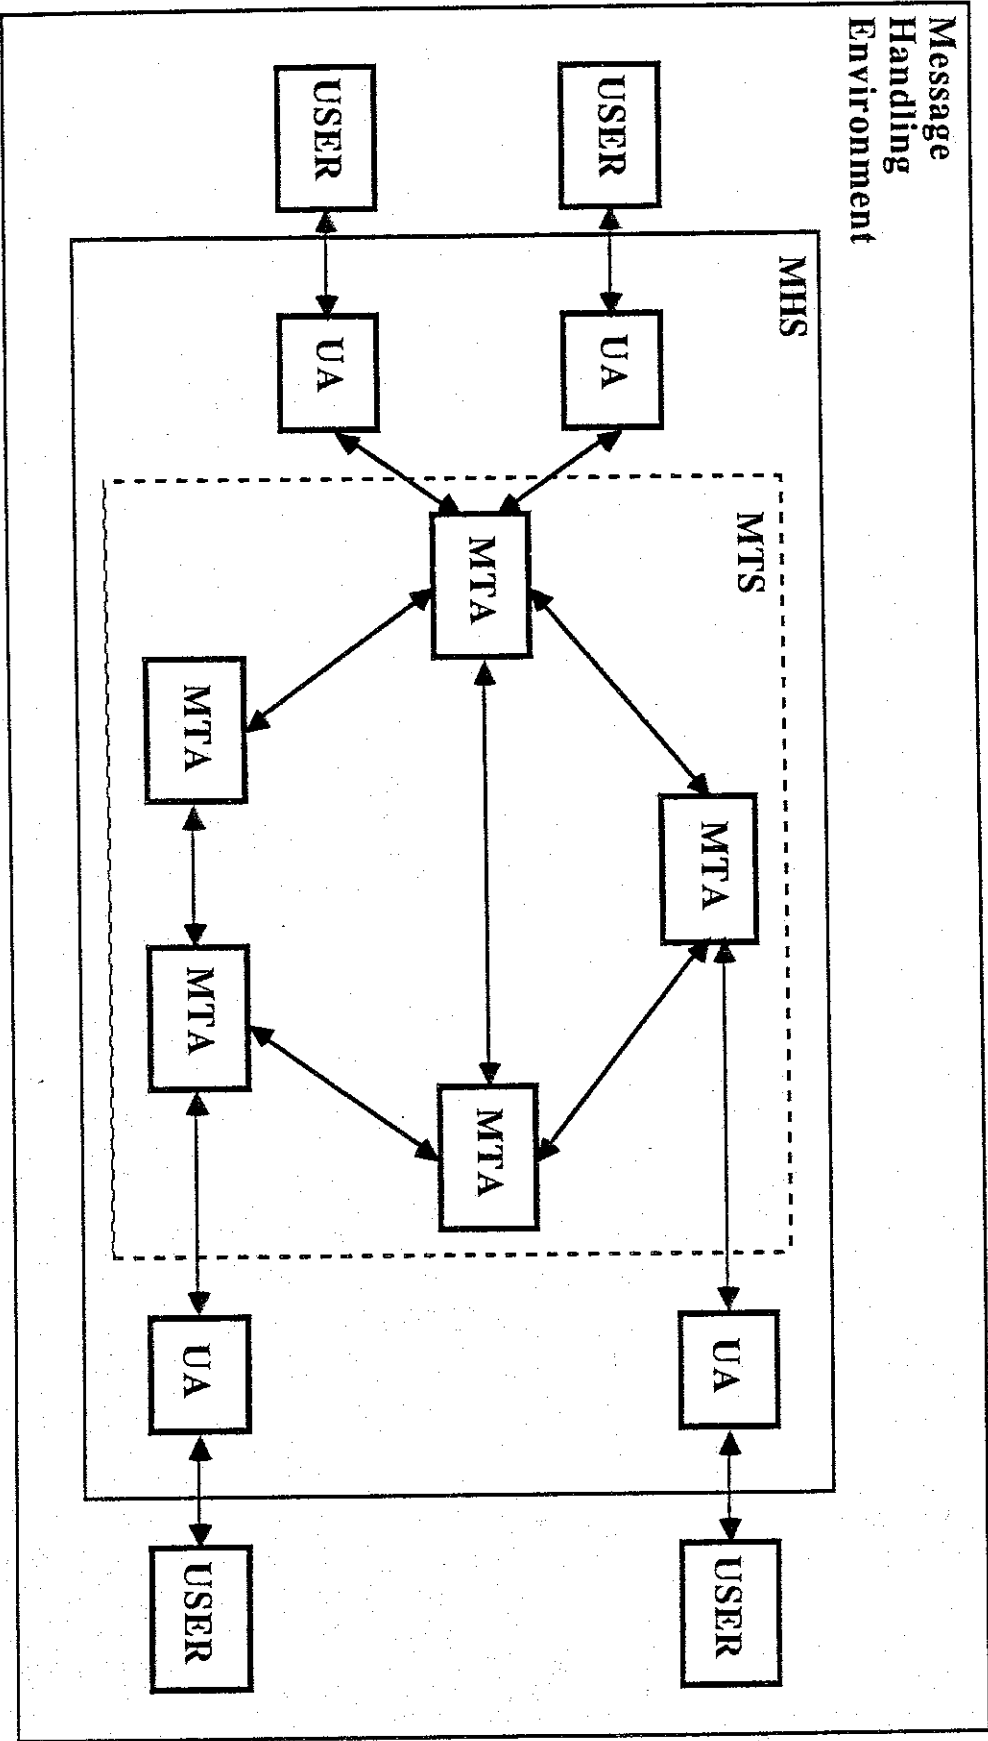 Message
Handling
Environment
MHS
MTS
MTA
UA
USER
USER
UA
MTA
MTA
USER
UA
MTA
MTA
UA
USER